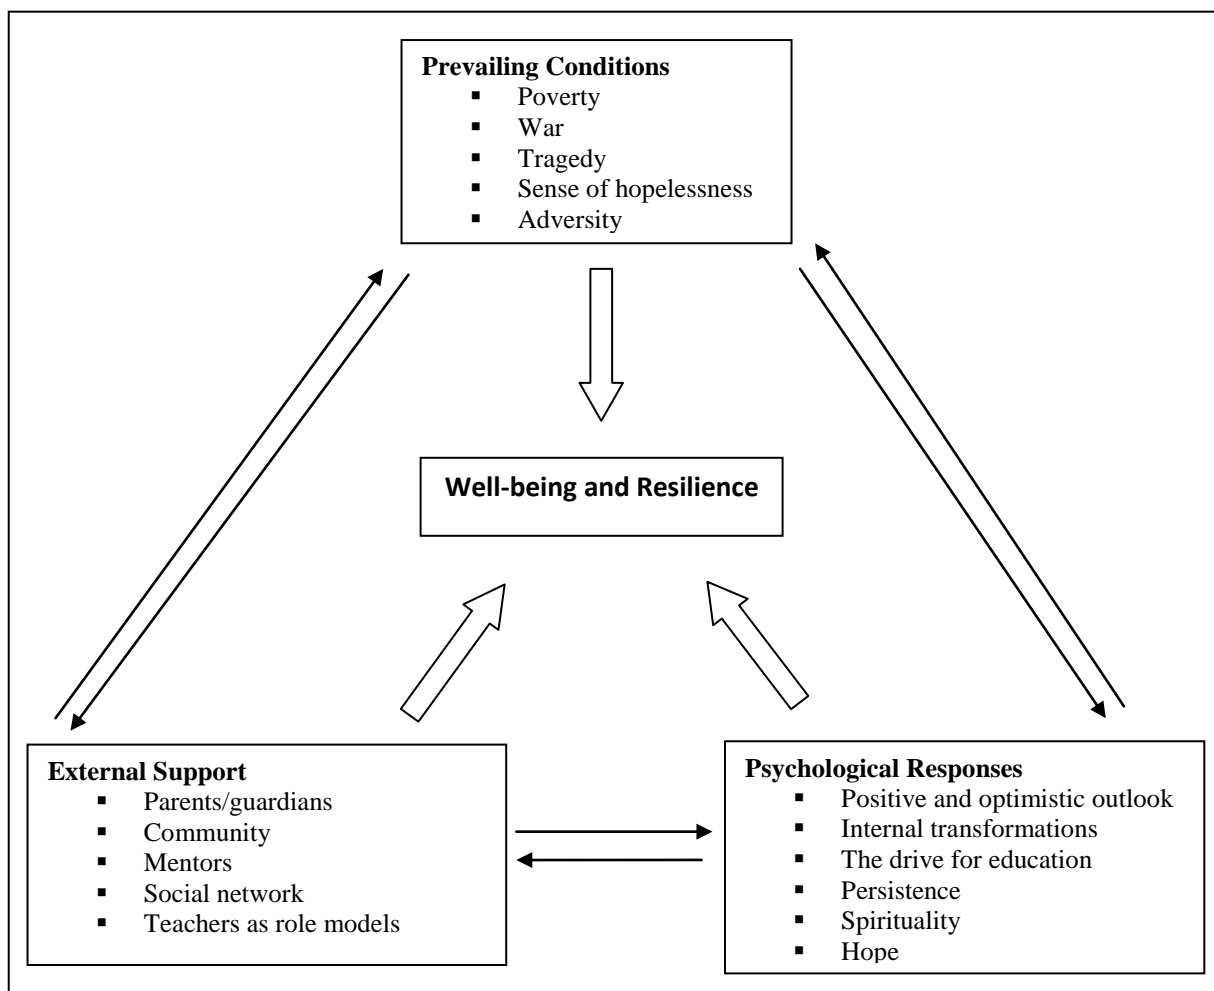 Prevailing Conditions
▪ Poverty
▪ War
▪ Tragedy
▪ Sense of hopelessness
▪ Adversity
Well-being and Resilience
External Support
▪ Parents/guardians
▪ Community
▪ Mentors
▪ Social network
▪ Teachers as role models
Psychological Responses
▪ Positive and optimistic outlook
▪ Internal transformations
▪ The drive for education
▪ Persistence
▪ Spirituality
▪ Hope